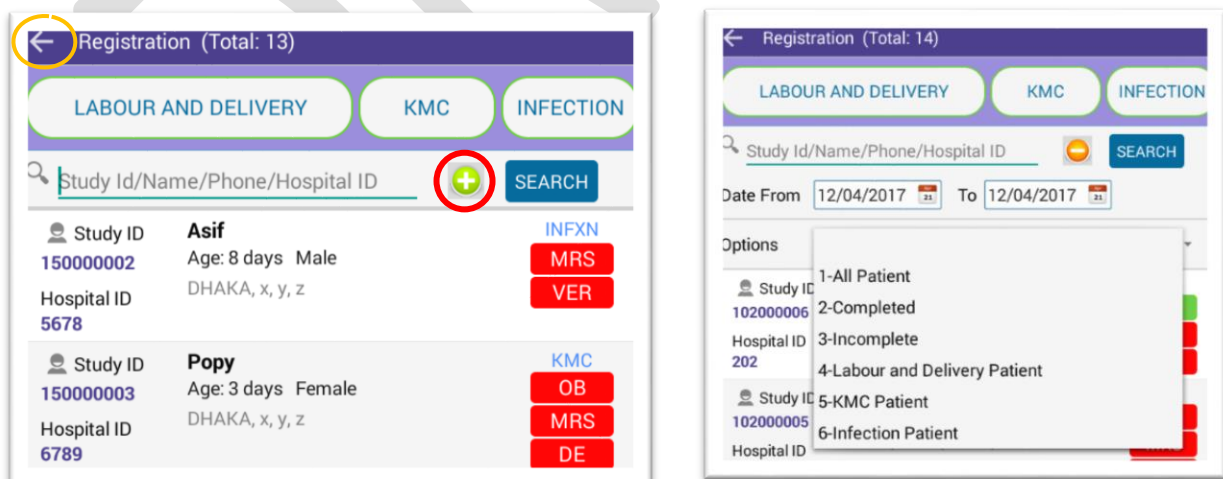 Registration (Total: 13)
LABOUR AND DELIVERY KMC INFECTION
Study Id/Name/Phone/Hospital ID SEARCH
Study ID Asif INFXN
150000002 Age: 8 days Male MRS
Hospital ID DHAKA, x, y, z VER
5678
Study ID Popy KMC
150000003 Age: 3 days Female OB
Hospital ID DHAKA, x, y, z MRS
6789 DE
Registration (Total: 14)
LABOUR AND DELIVERY KMC INFECTION
Study Id/Name/Phone/Hospital ID SEARCH
Date From 12/04/2017 21 To 12/04/2017 21
Options
1-All Patient
Study ID
102000006 2-Completed
Hospital ID 3-Incomplete
202 4-Labour and Delivery Patient
Study ID 5-KMC Patient
102000005 6-Infection Patient
Hospital ID